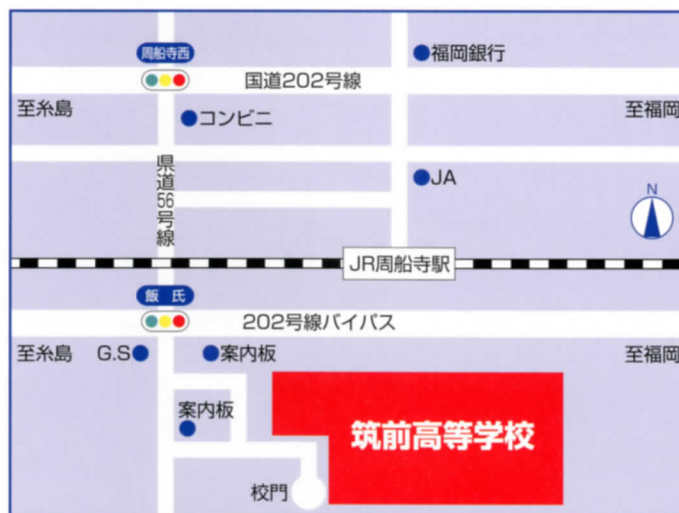 周船寺西
福岡銀行
国道202号線
至糸島
至福岡
コンビニ
県道56号線
JA
N
JR周船寺駅
飯 氏
202号線バイパス
至糸島
G.S
案内板
至福岡
案内板
筑前高等学校
校門